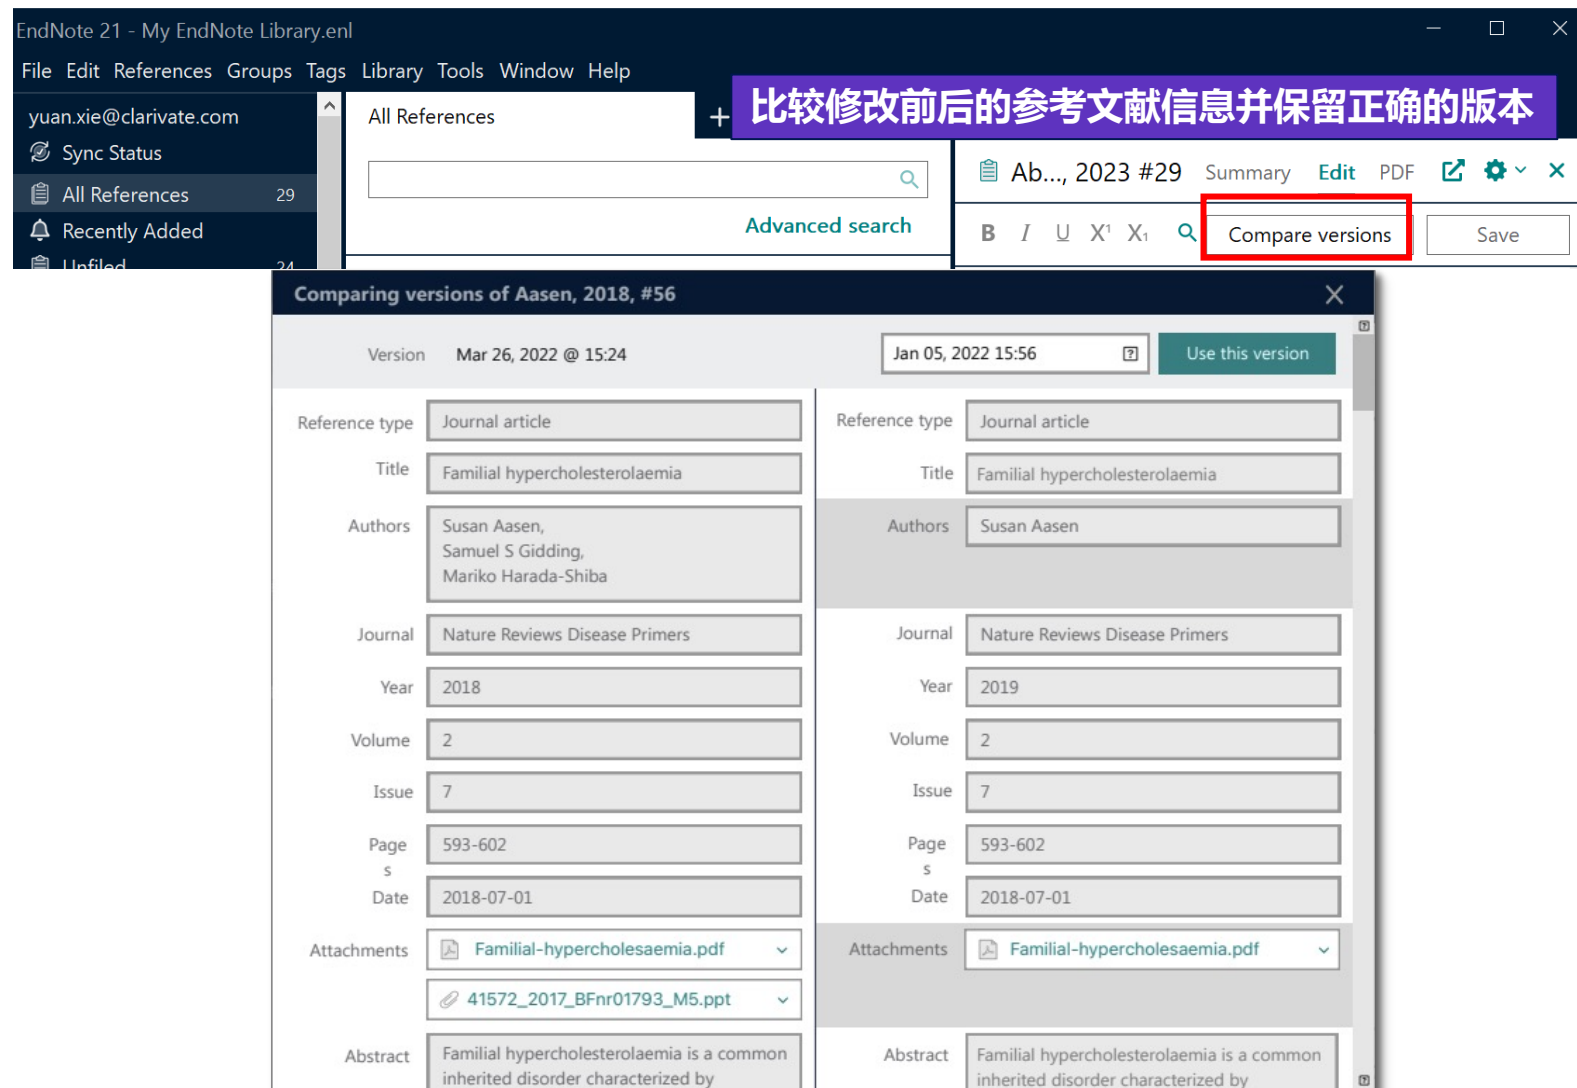 EndNote 21 - My EndNote Library.enl
File Edit References Groups Tags Library Tools Window Help
比较修改前后的参考文献信息并保留正确的版本
yuan.xie@clarivate.com
Sync Status
All References 29
Recently Added
Unfiled 24
All References +
Advanced search
Ab..., 2023 #29 Summary Edit PDF
B I U X¹ X₁ Compare versions Save
Comparing versions of Aasen, 2018, #56
Version Mar 26, 2022 @ 15:24 Jan 05, 2022 15:56 Use this version
Reference type Journal article Reference type Journal article
Title Familial hypercholesterolaemia Title Familial hypercholesterolaemia
Authors Susan Aasen, Authors Susan Aasen
Samuel S Gidding,
Mariko Harada-Shiba
Journal Nature Reviews Disease Primers Journal Nature Reviews Disease Primers
Year 2018 Year 2019
Volume 2 Volume 2
Issue 7 Issue 7
Page 593-602 Page 593-602
s s
Date 2018-07-01 Date 2018-07-01
Attachments Familial-hypercholesaemia.pdf Attachments Familial-hypercholesaemia.pdf
41572_2017_BFnr01793_M5.ppt
Abstract Familial hypercholesterolaemia is a common Abstract Familial hypercholesterolaemia is a common
inherited disorder characterized by inherited disorder characterized by